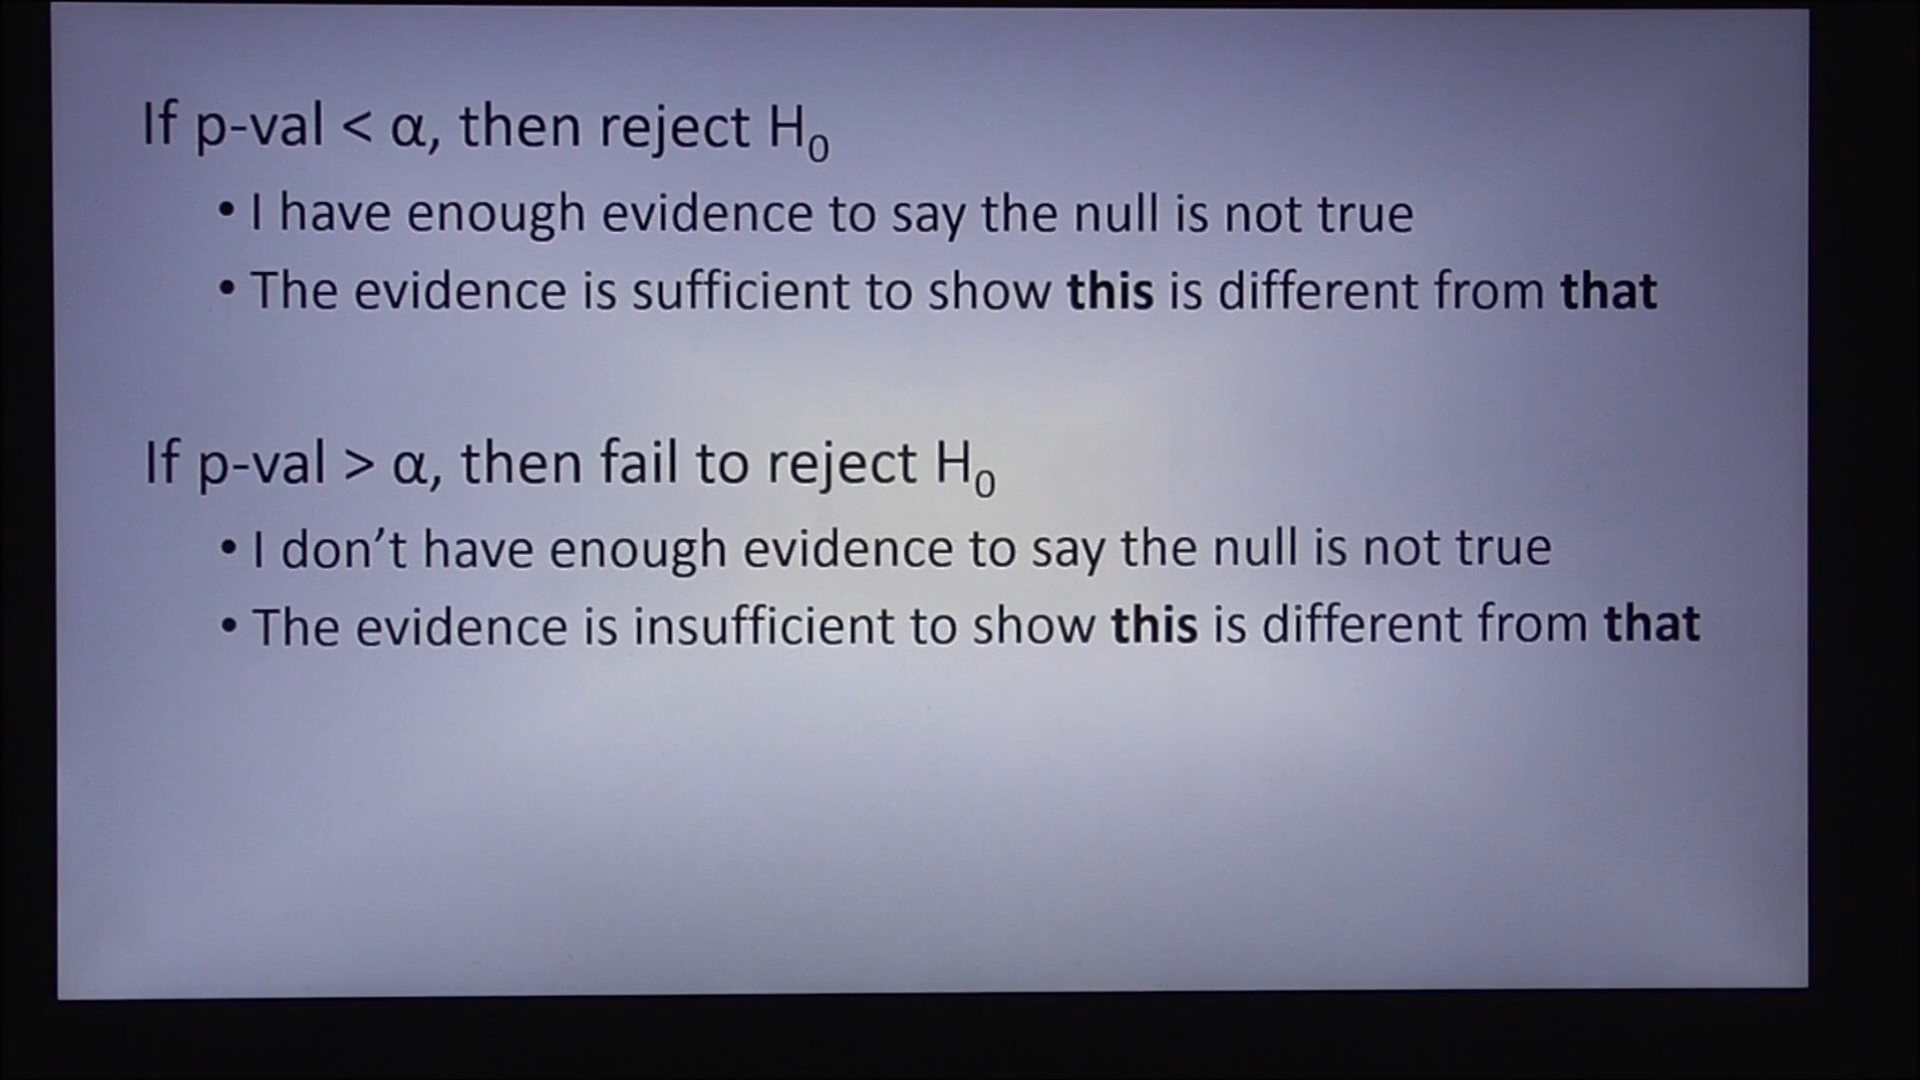 If p-val < α, then reject H₀
• I have enough evidence to say the null is not true
• The evidence is sufficient to show this is different from that
If p-val > α, then fail to reject H₀
• I don’t have enough evidence to say the null is not true
• The evidence is insufficient to show this is different from that